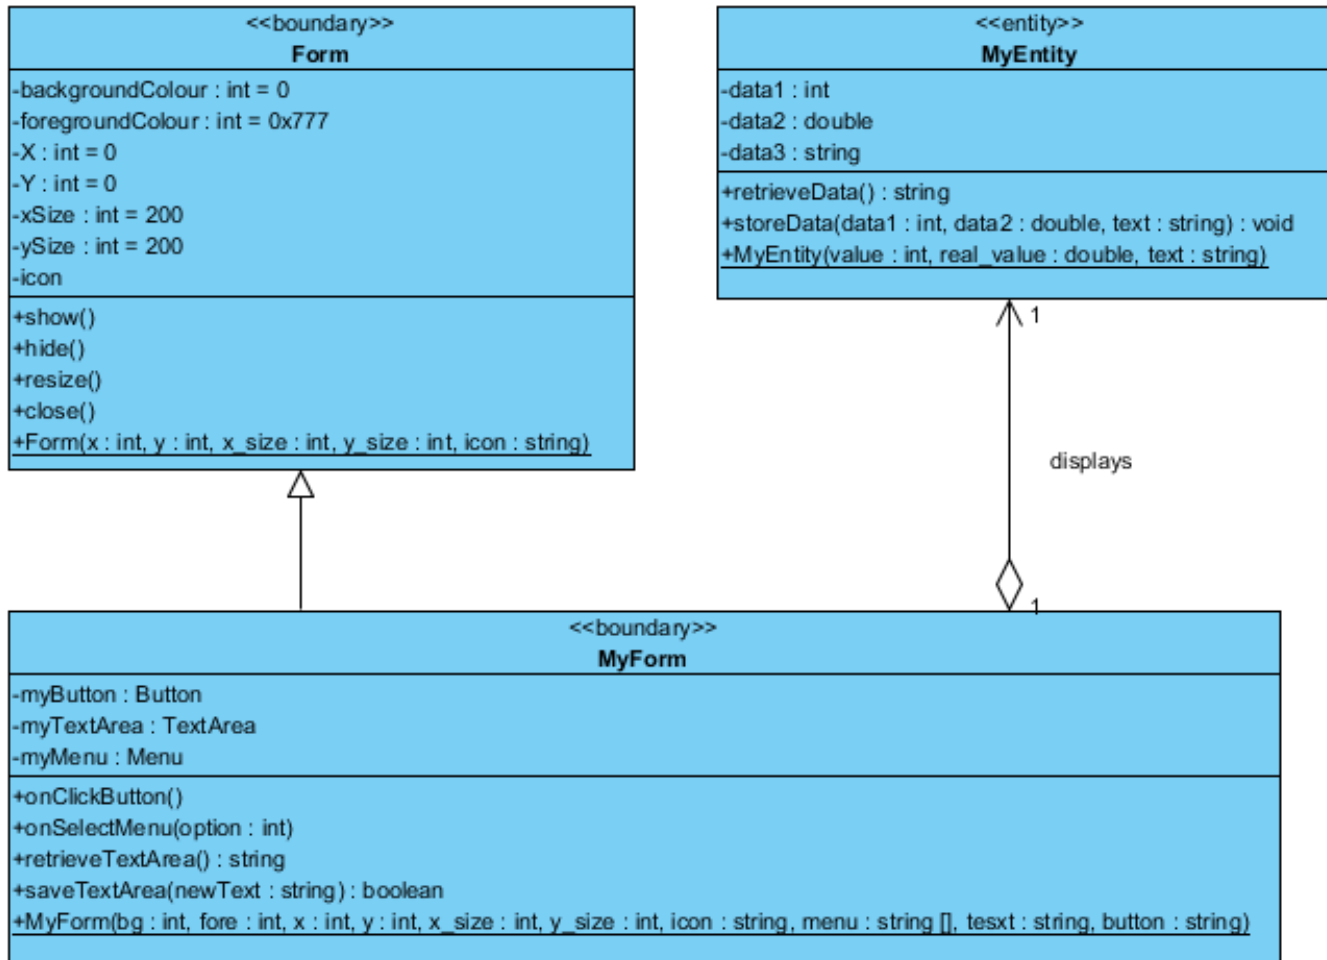 <<boundary>>
Form
-backgroundColour : int = 0
-foregroundColour : int = 0x777
-X : int = 0
-Y : int = 0
-xSize : int = 200
-ySize : int = 200
-icon
+show()
+hide()
+resize()
+close()
+Form(x : int, y : int, x_size : int, y_size : int, icon : string)
<<entity>>
MyEntity
-data1 : int
-data2 : double
-data3 : string
+retrieveData() : string
+storeData(data1 : int, data2 : double, text : string) : void
+MyEntity(value : int, real_value : double, text : string)
1
displays
1
<<boundary>>
MyForm
-myButton : Button
-myTextArea : TextArea
-myMenu : Menu
+onClickButton()
+onSelectMenu(option : int)
+retrieveTextArea() : string
+saveTextArea(newText : string) : boolean
+MyForm(bg : int, fore : int, x : int, y : int, x_size : int, y_size : int, icon : string, menu : string [], tesxt : string, button : string)